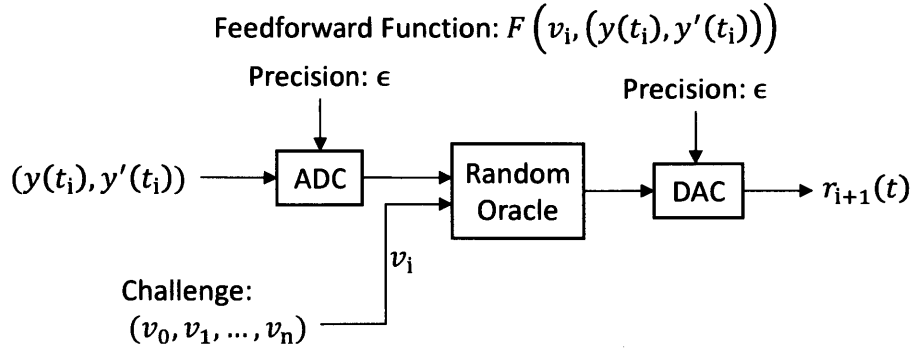 Feedforward Function: F(v_i, (y(t_i), y′(t_i)))
Precision: ϵ
Precision: ϵ
(y(t_i), y′(t_i))
ADC
Random
Oracle
DAC
r_{i+1}(t)
v_i
Challenge:
(v_0, v_1, ..., v_n)